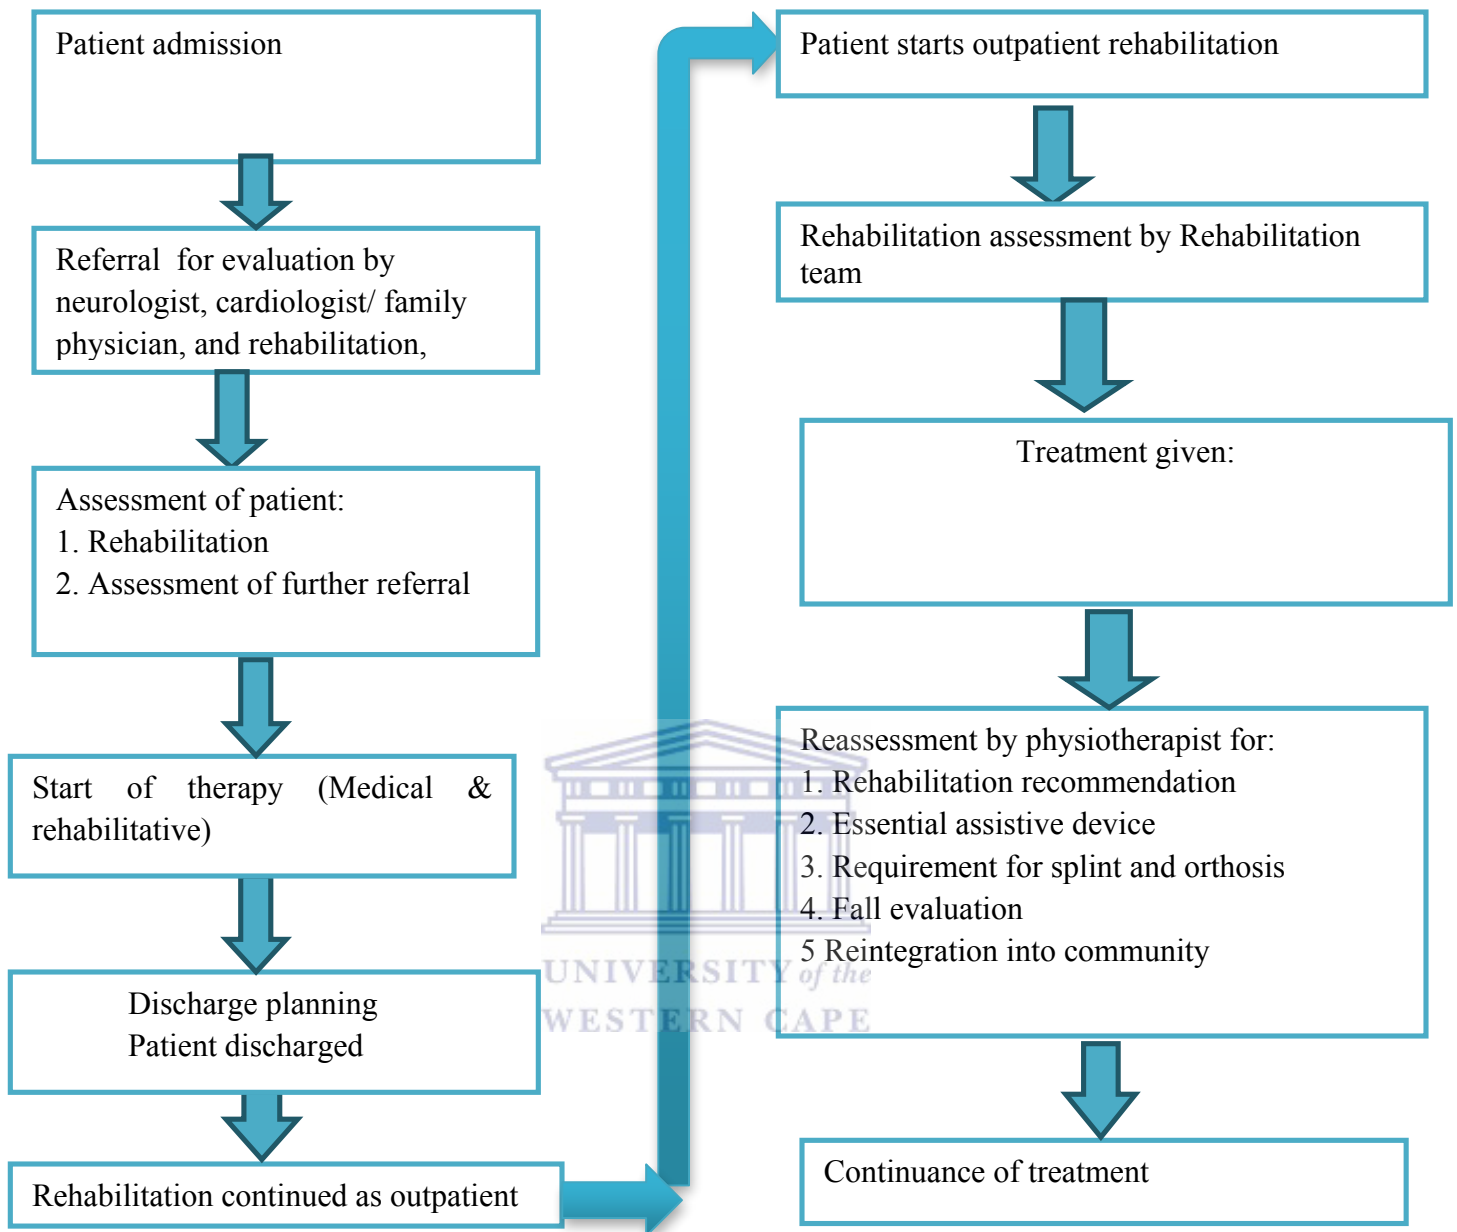 Patient admission
Referral for evaluation by
neurologist, cardiologist/ family
physician, and rehabilitation,
Assessment of patient:
1. Rehabilitation
2. Assessment of further referral
Start of therapy (Medical &
rehabilitative)
Discharge planning
Patient discharged
Rehabilitation continued as outpatient
Patient starts outpatient rehabilitation
Rehabilitation assessment by Rehabilitation
team
Treatment given:
Reassessment by physiotherapist for:
1. Rehabilitation recommendation
2. Essential assistive device
3. Requirement for splint and orthosis
4. Fall evaluation
5 Reintegration into community
Continuance of treatment
UNIVERSITY of the
WESTERN CAPE